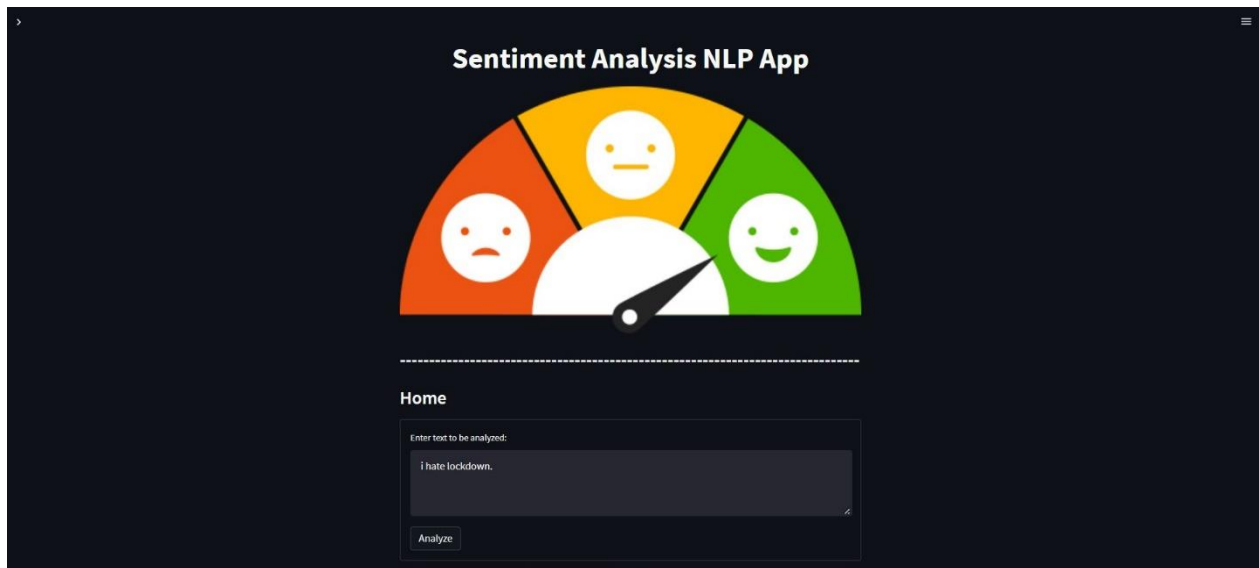 Sentiment Analysis NLP App
--------------------------------------------------------------------------------
Home
Enter text to be analyzed:
i hate lockdown.
Analyze